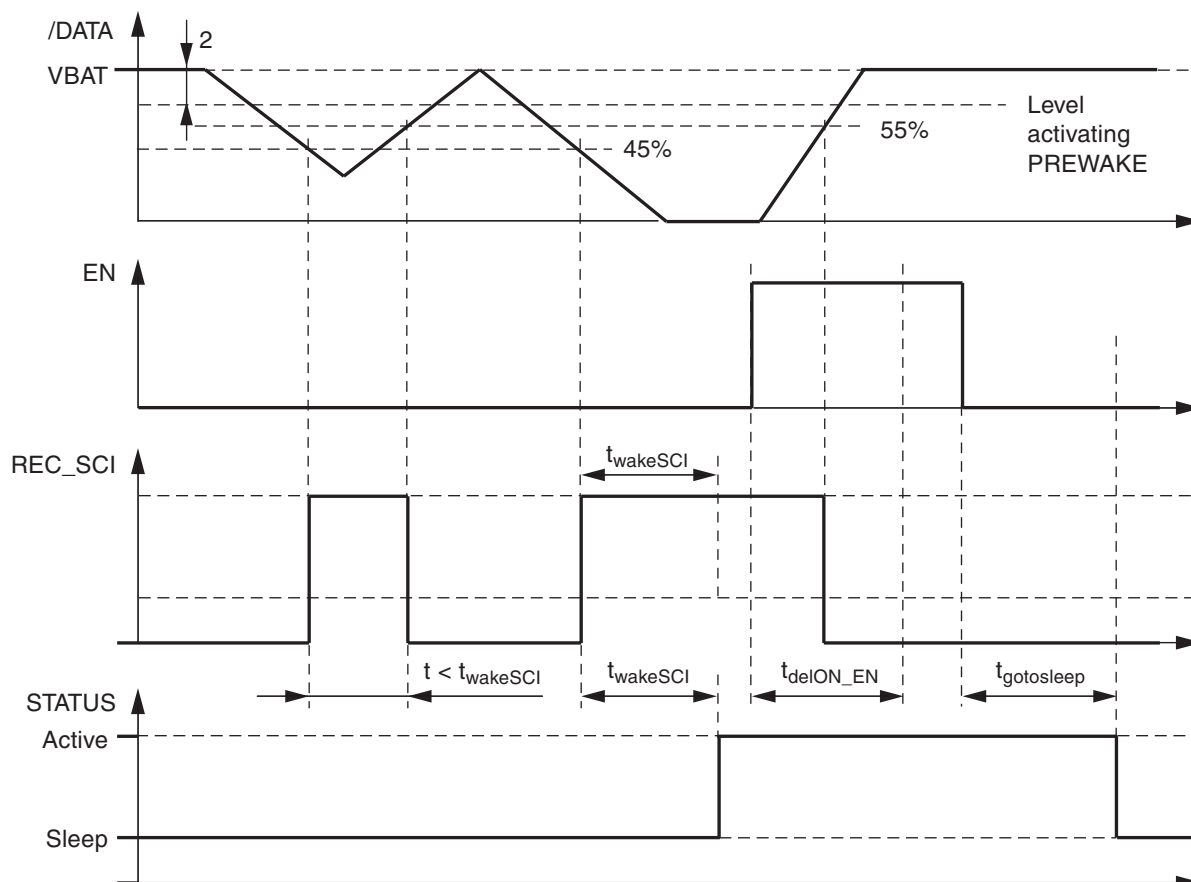 /DATA
2
VBAT
Level
activating
PREWAKE
55%
45%
EN
REC_SCI
twakeSCI
t < twakeSCI
twakeSCI
tdelON_EN
tgotosleep
STATUS
Active
Sleep